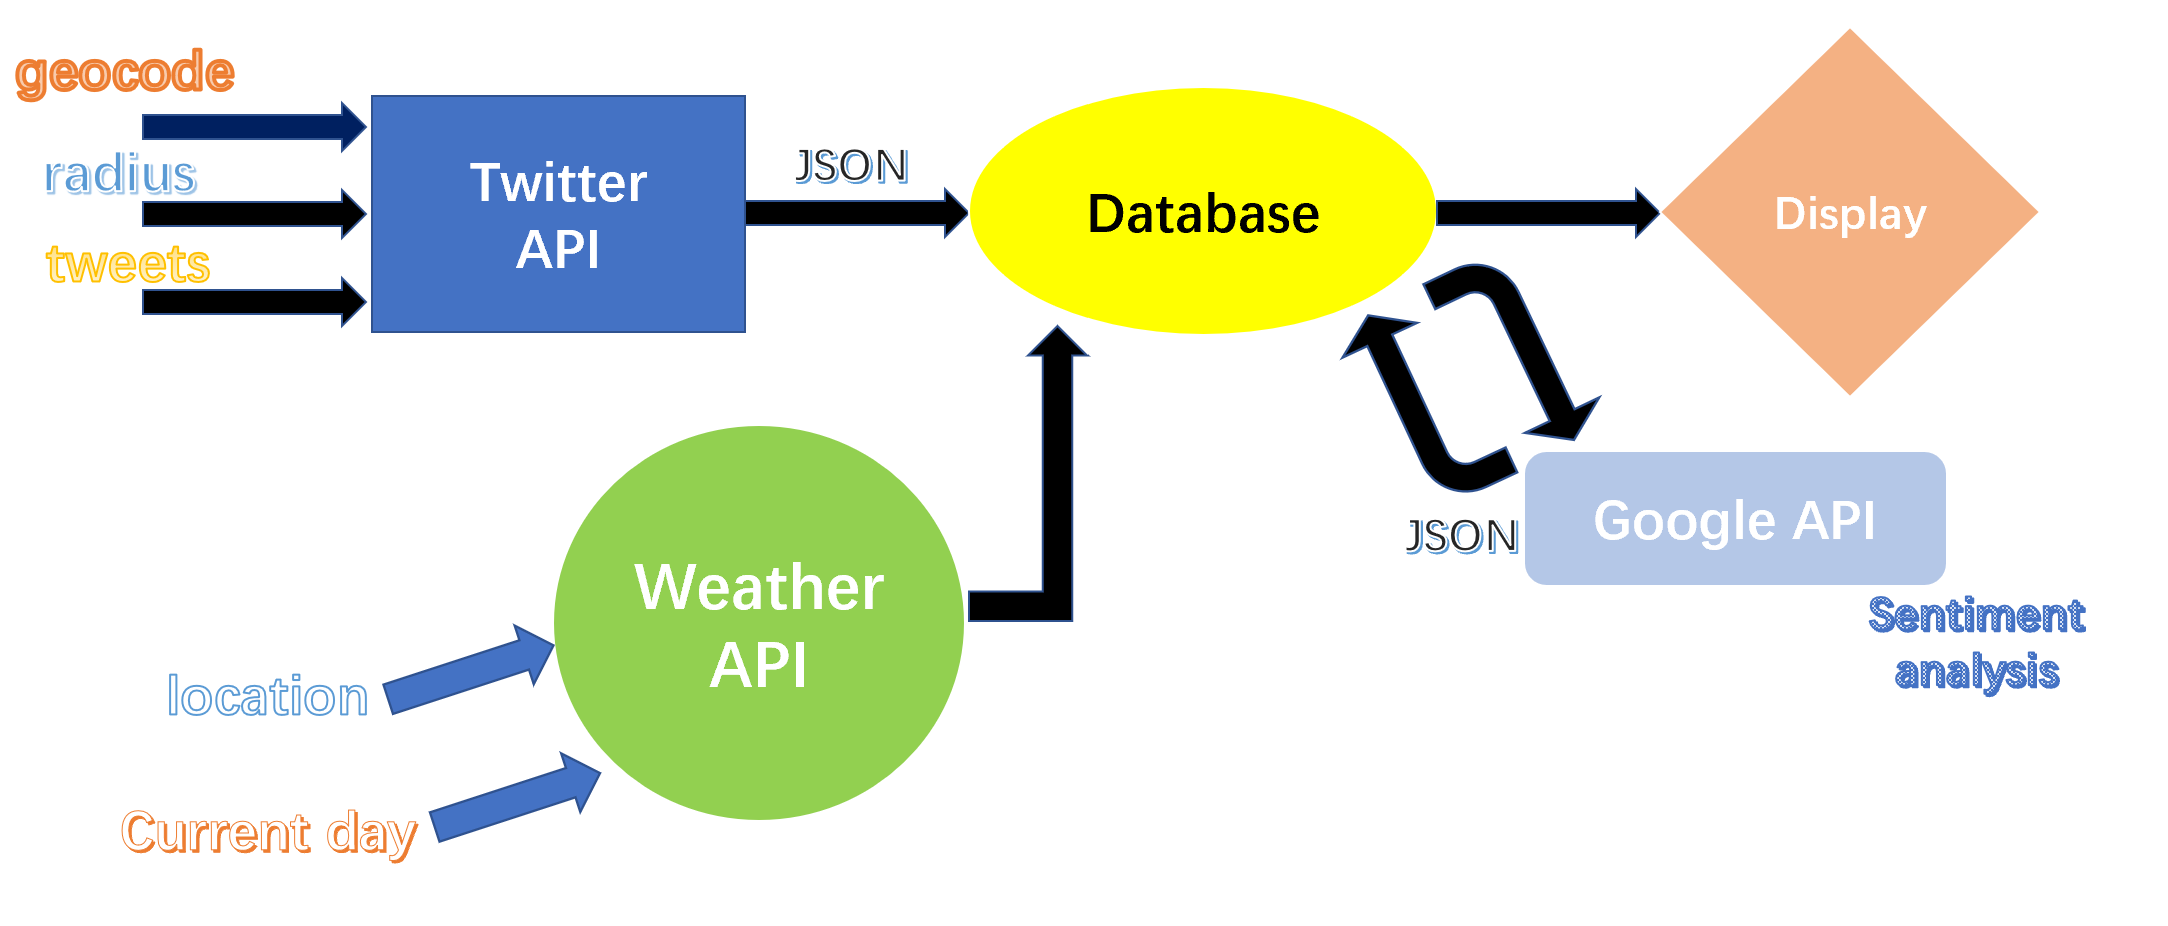 geocode
radius
tweets
Twitter
API
JSON
Database
Display
Weather
API
location
Current day
JSON
Google API
Sentiment
analysis